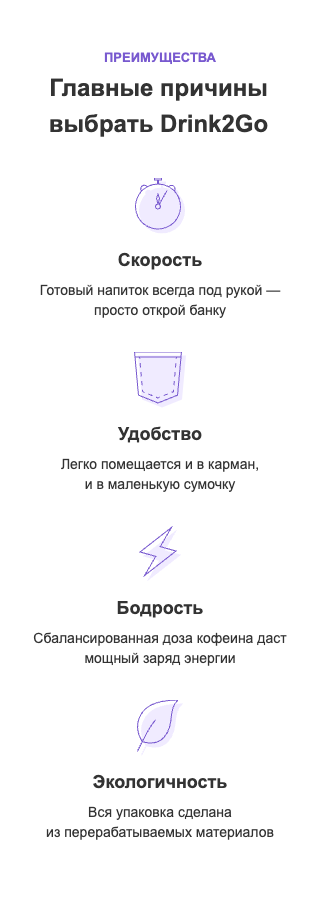 ПРЕИМУЩЕСТВА
Главные причины
выбрать Drink2Go
Скорость
Готовый напиток всегда под рукой —
просто открой банку
Удобство
Легко помещается и в карман,
и в маленькую сумочку
Бодрость
Сбалансированная доза кофеина даст
мощный заряд энергии
Экологичность
Вся упаковка сделана
из перерабатываемых материалов